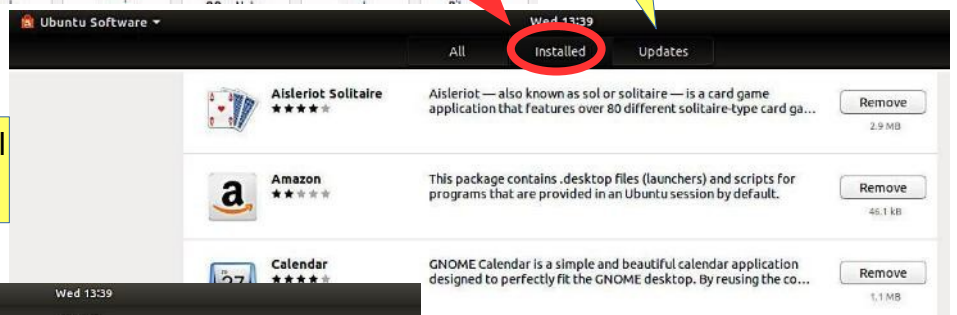 Ubuntu Software
Wed 13:39
All
Installed
Updates
Aisleriot Solitaire
Aisleriot — also known as sol or solitaire — is a card game
application that features over 80 different solitaire-type card ga...
Remove
2.9 MB
Amazon
a
This package contains .desktop files (launchers) and scripts for
programs that are provided in an Ubuntu session by default.
Remove
46.1 kB
Calendar
27
GNOME Calendar is a simple and beautiful calendar application
designed to perfectly fit the GNOME desktop. By reusing the co...
Remove
1.1 MB
Wed 13:39